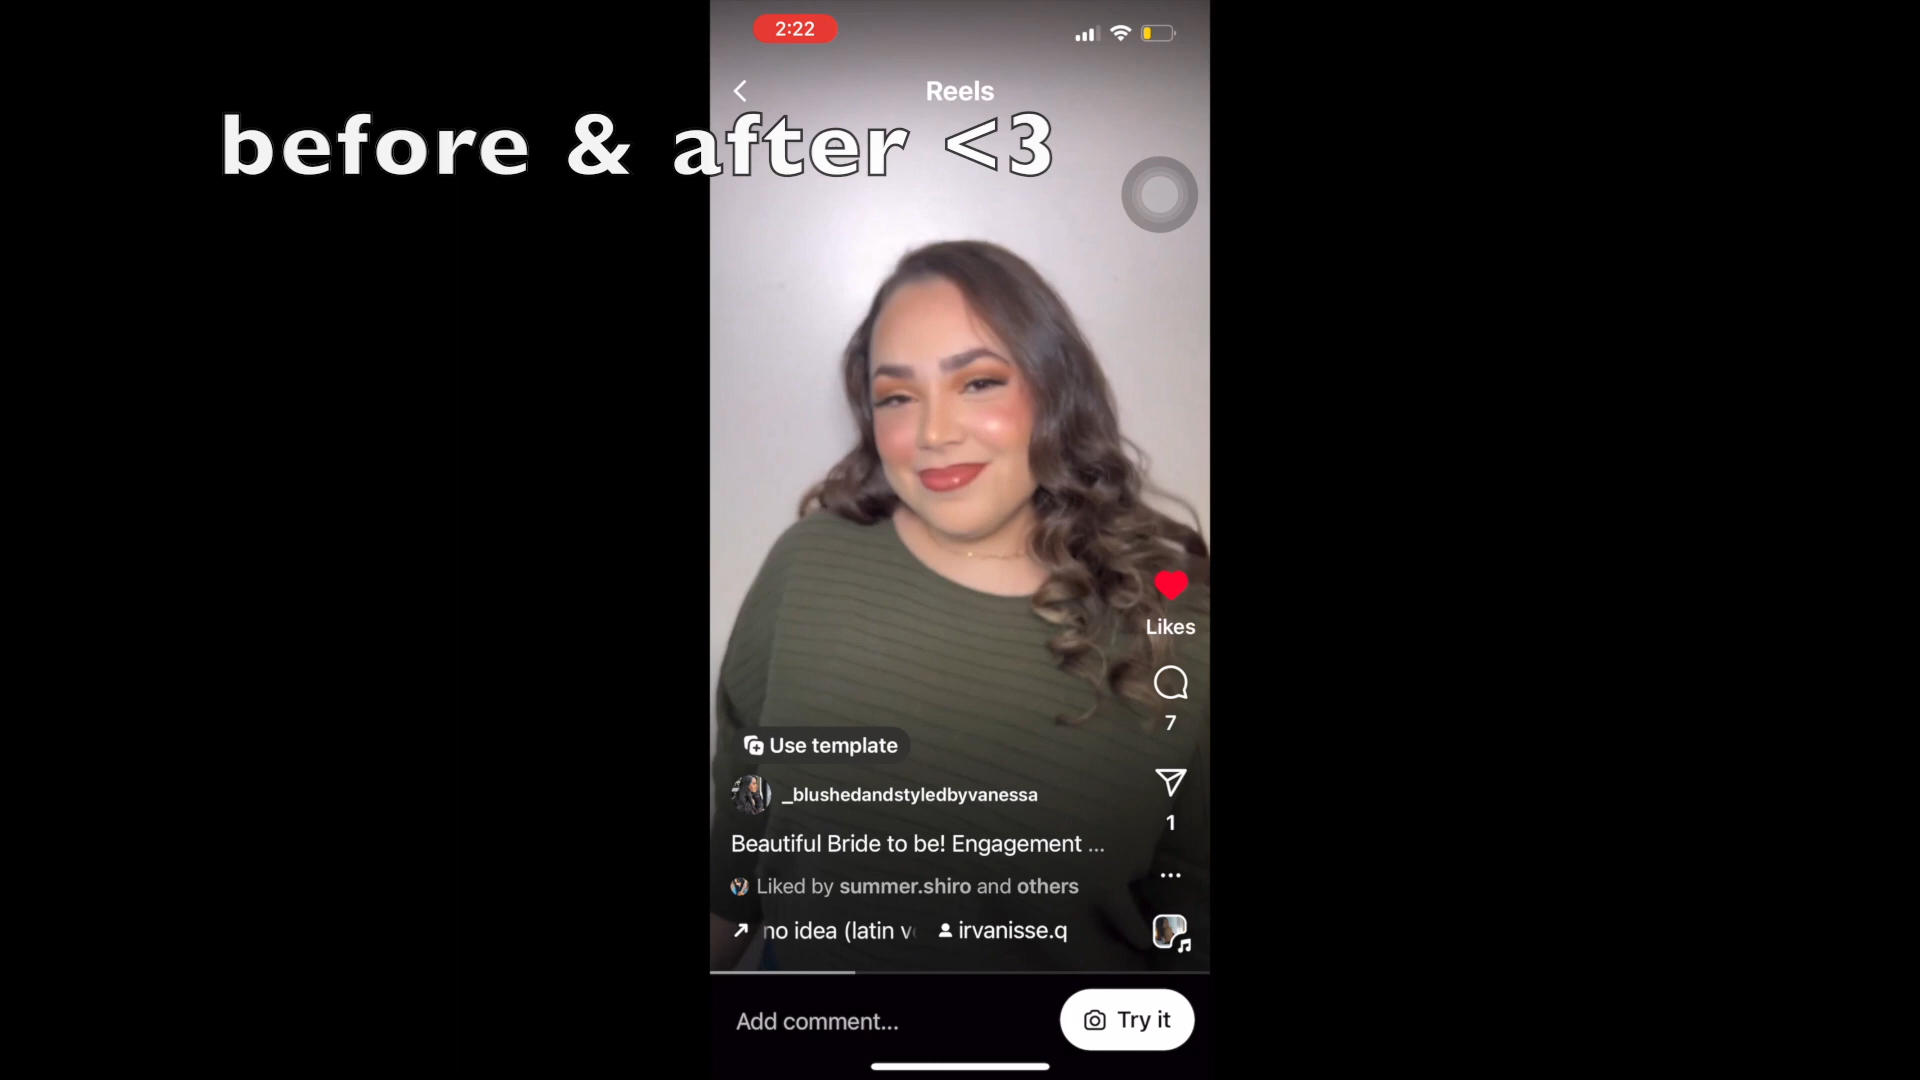 2:22
Reels
before & after <3
Likes
7
Use template
_blushedandstyledbyvanessa
1
Beautiful Bride to be! Engagement ...
Liked by summer.shiro and others
no idea (latin v
irvanisse.q
Add comment...
Try it